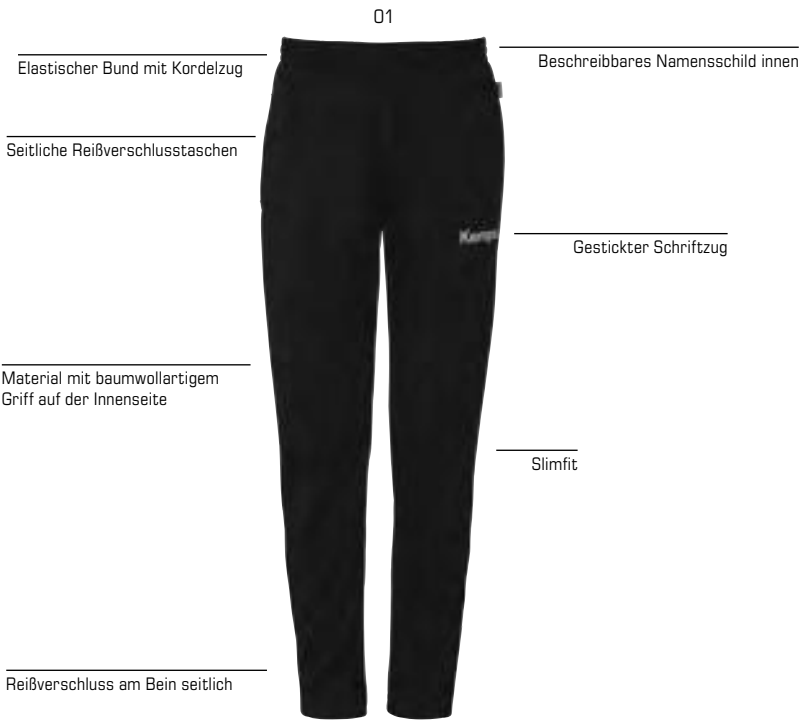 01
Elastischer Bund mit Kordelzug
Beschreibbares Namensschild innen
Seitliche Reißverschlusstaschen
Gestickter Schriftzug
Material mit baumwollartigem
Griff auf der Innenseite
Slimfit
Reißverschluss am Bein seitlich